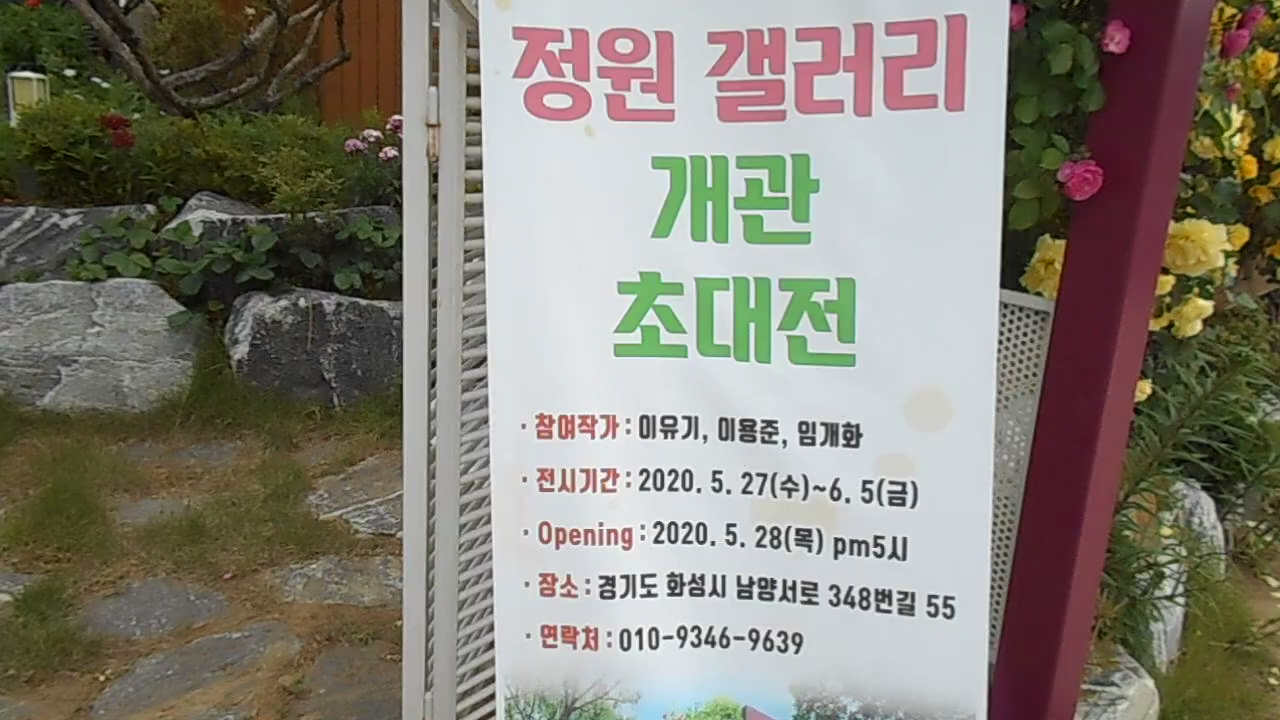 정원 갤러리
개관
초대전
· 참여작가 : 이유기, 이용준, 임개화
· 전시기간 : 2020. 5. 27(수)~6. 5(금)
· Opening : 2020. 5. 28(목) pm5시
· 장소 : 경기도 화성시 남양서로 348번길 55
· 연락처 : 010-9346-9639